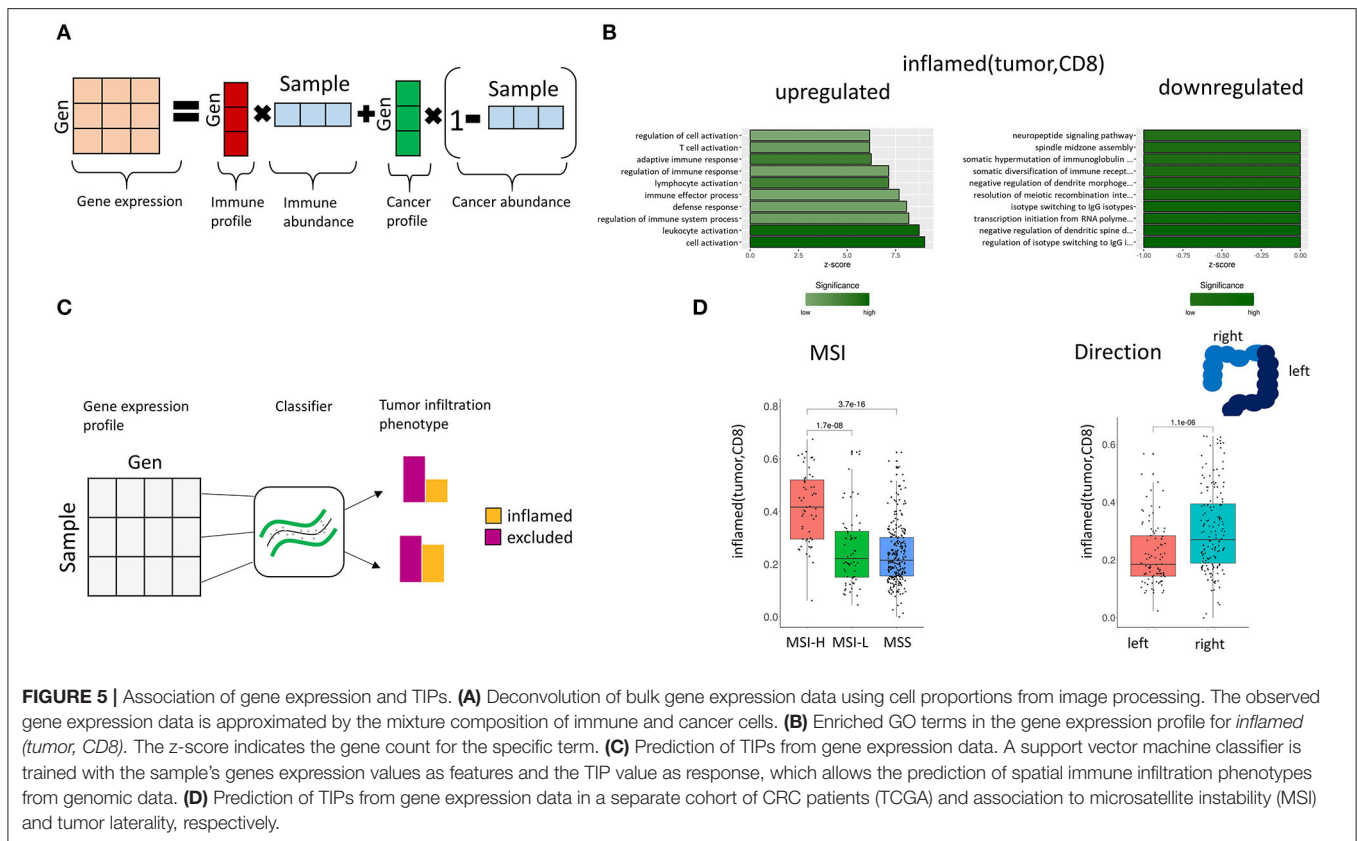 A
Gen
Gen
Sample
Gen
1-
Sample
Gene expression
Immune profile
Immune abundance
Cancer profile
Cancer abundance
B
inflamed(tumor,CD8)
upregulated
regulation of cell activation
T cell activation
adaptive immune response
regulation of immune response
lymphocyte activation
immune effector process
defense response
regulation of immune system process
leukocyte activation
cell activation
0.0 2.5 5.0 7.5
z-score
Significance
low high
downregulated
neuropeptide signaling pathway
spindle midzone assembly
somatic hypermutation of immunoglobulin ...
somatic diversification of immune recept...
negative regulation of dendrite morphoge...
resolution of meiotic recombination inte...
isotype switching to IgG isotypes
transcription initiation from RNA polyme...
negative regulation of dendritic spine d...
regulation of isotype switching to IgG i...
-1.00 -0.75 -0.50 -0.25 0.00
z-score
Significance
low high
C
Gene expression profile
Classifier
Tumor infiltration phenotype
Gen
Sample
inflamed
excluded
D
MSI
inflamed(tumor,CD8)
0.8
0.6
0.4
0.2
0.0
3.7e-16
1.7e-08
MSI-H MSI-L MSS
Direction
right
left
inflamed(tumor,CD8)
0.6
0.4
0.2
0.0
1.1e-06
left right
FIGURE 5 | Association of gene expression and TIPs. (A) Deconvolution of bulk gene expression data using cell proportions from image processing. The observed
gene expression data is approximated by the mixture composition of immune and cancer cells. (B) Enriched GO terms in the gene expression profile for inflamed
(tumor, CD8). The z-score indicates the gene count for the specific term. (C) Prediction of TIPs from gene expression data. A support vector machine classifier is
trained with the sample's genes expression values as features and the TIP value as response, which allows the prediction of spatial immune infiltration phenotypes
from genomic data. (D) Prediction of TIPs from gene expression data in a separate cohort of CRC patients (TCGA) and association to microsatellite instability (MSI)
and tumor laterality, respectively.